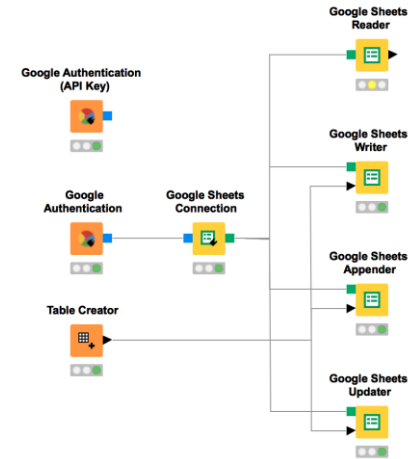 Google Sheets
Reader
Google Authentication
(API Key)
Google Sheets
Writer
Google
Authentication
Google Sheets
Connection
Google Sheets
Appender
Table Creator
Google Sheets
Updater